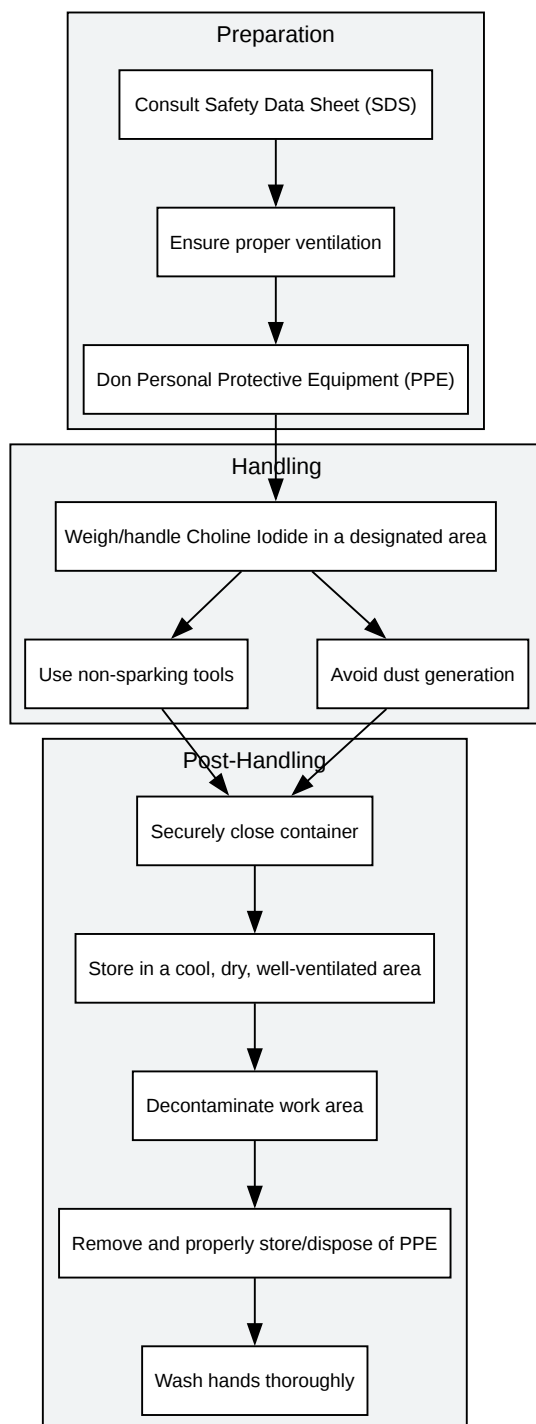 Preparation
Consult Safety Data Sheet (SDS)
Ensure proper ventilation
Don Personal Protective Equipment (PPE)
Handling
Weigh/handle Choline Iodide in a designated area
Use non-sparking tools
Avoid dust generation
Post-Handling
Securely close container
Store in a cool, dry, well-ventilated area
Decontaminate work area
Remove and properly store/dispose of PPE
Wash hands thoroughly